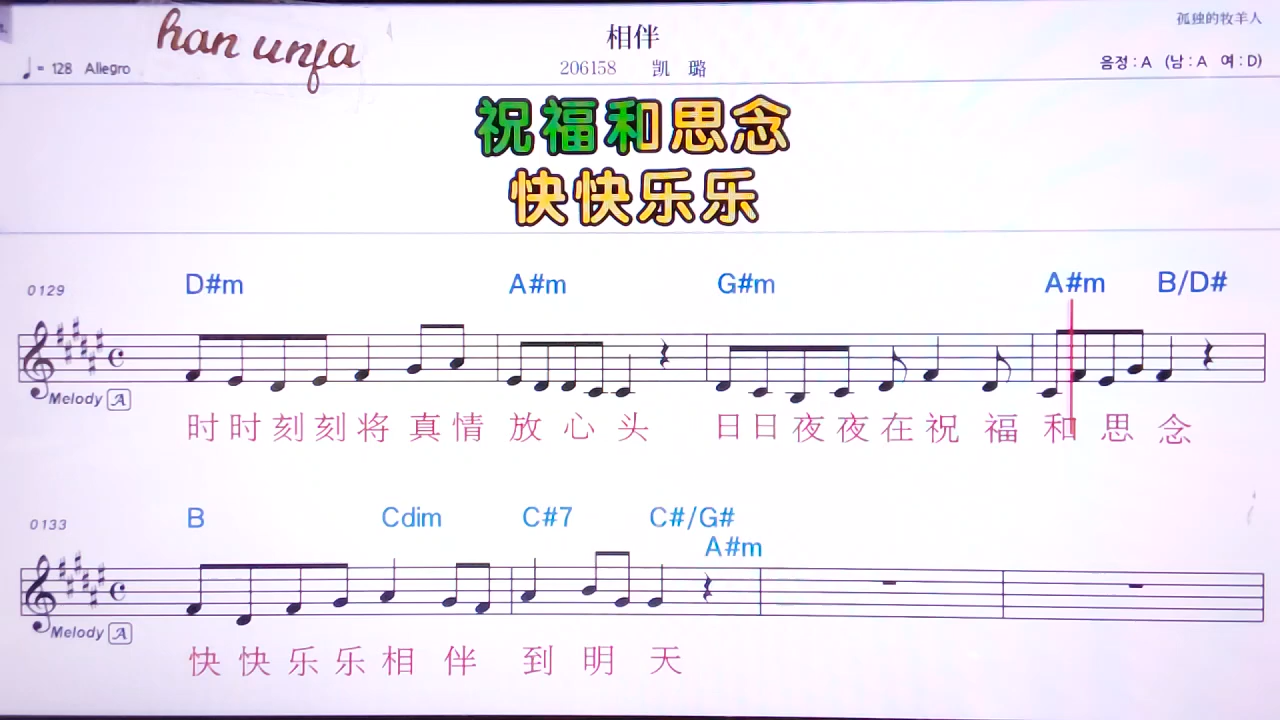 孤独的牧羊人
han unfa
相伴
♩= 128 Allegro
206158 凯 璐
음정 : A (남 : A 여 : D)
祝福和思念
快快乐乐
0129
D#m A#m G#m A#m B/D#
Melody A
时时刻刻将真情放心头 日日夜夜在祝福和思念
0133
B Cdim C#7 C#/G#
A#m
Melody A
快快乐乐相伴到明天